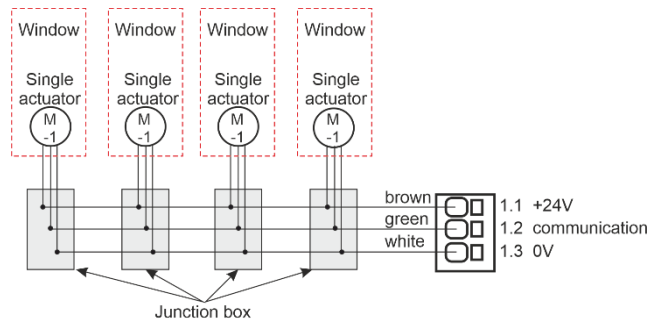 Window
Window
Window
Window
Single
actuator
Single
actuator
Single
actuator
Single
actuator
M
-1
M
-1
M
-1
M
-1
brown
1.1 +24V
green
1.2 communication
white
1.3 0V
Junction box